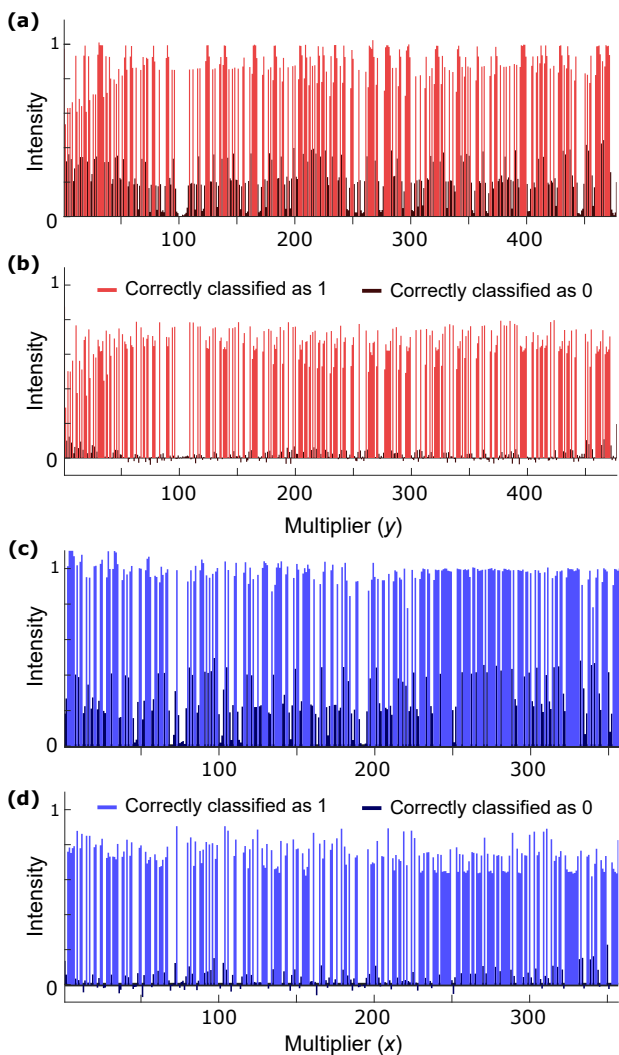 (a)
1
Intensity
0
100 200 300 400
(b)
1
Correctly classified as 1 Correctly classified as 0
Intensity
0
100 200 300 400
Multiplier (y)
(c)
1
Intensity
0
100 200 300
(d)
1
Correctly classified as 1 Correctly classified as 0
Intensity
0
100 200 300
Multiplier (x)